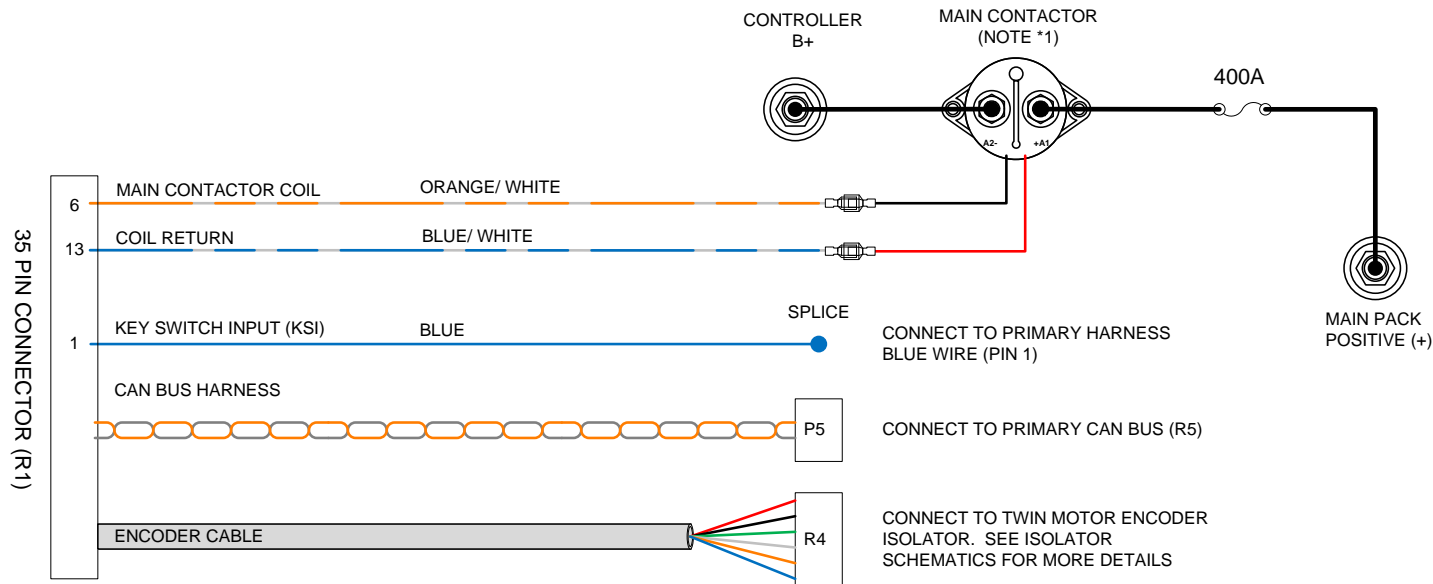 CONTROLLER
B+
MAIN CONTACTOR
(NOTE *1)
400A
A2-
+A1
MAIN PACK
POSITIVE (+)
35 PIN CONNECTOR (R1)
6
MAIN CONTACTOR COIL
ORANGE/ WHITE
13
COIL RETURN
BLUE/ WHITE
1
KEY SWITCH INPUT (KSI)
BLUE
SPLICE
CONNECT TO PRIMARY HARNESS
BLUE WIRE (PIN 1)
CAN BUS HARNESS
P5
CONNECT TO PRIMARY CAN BUS (R5)
ENCODER CABLE
R4
CONNECT TO TWIN MOTOR ENCODER
ISOLATOR.  SEE ISOLATOR
SCHEMATICS FOR MORE DETAILS